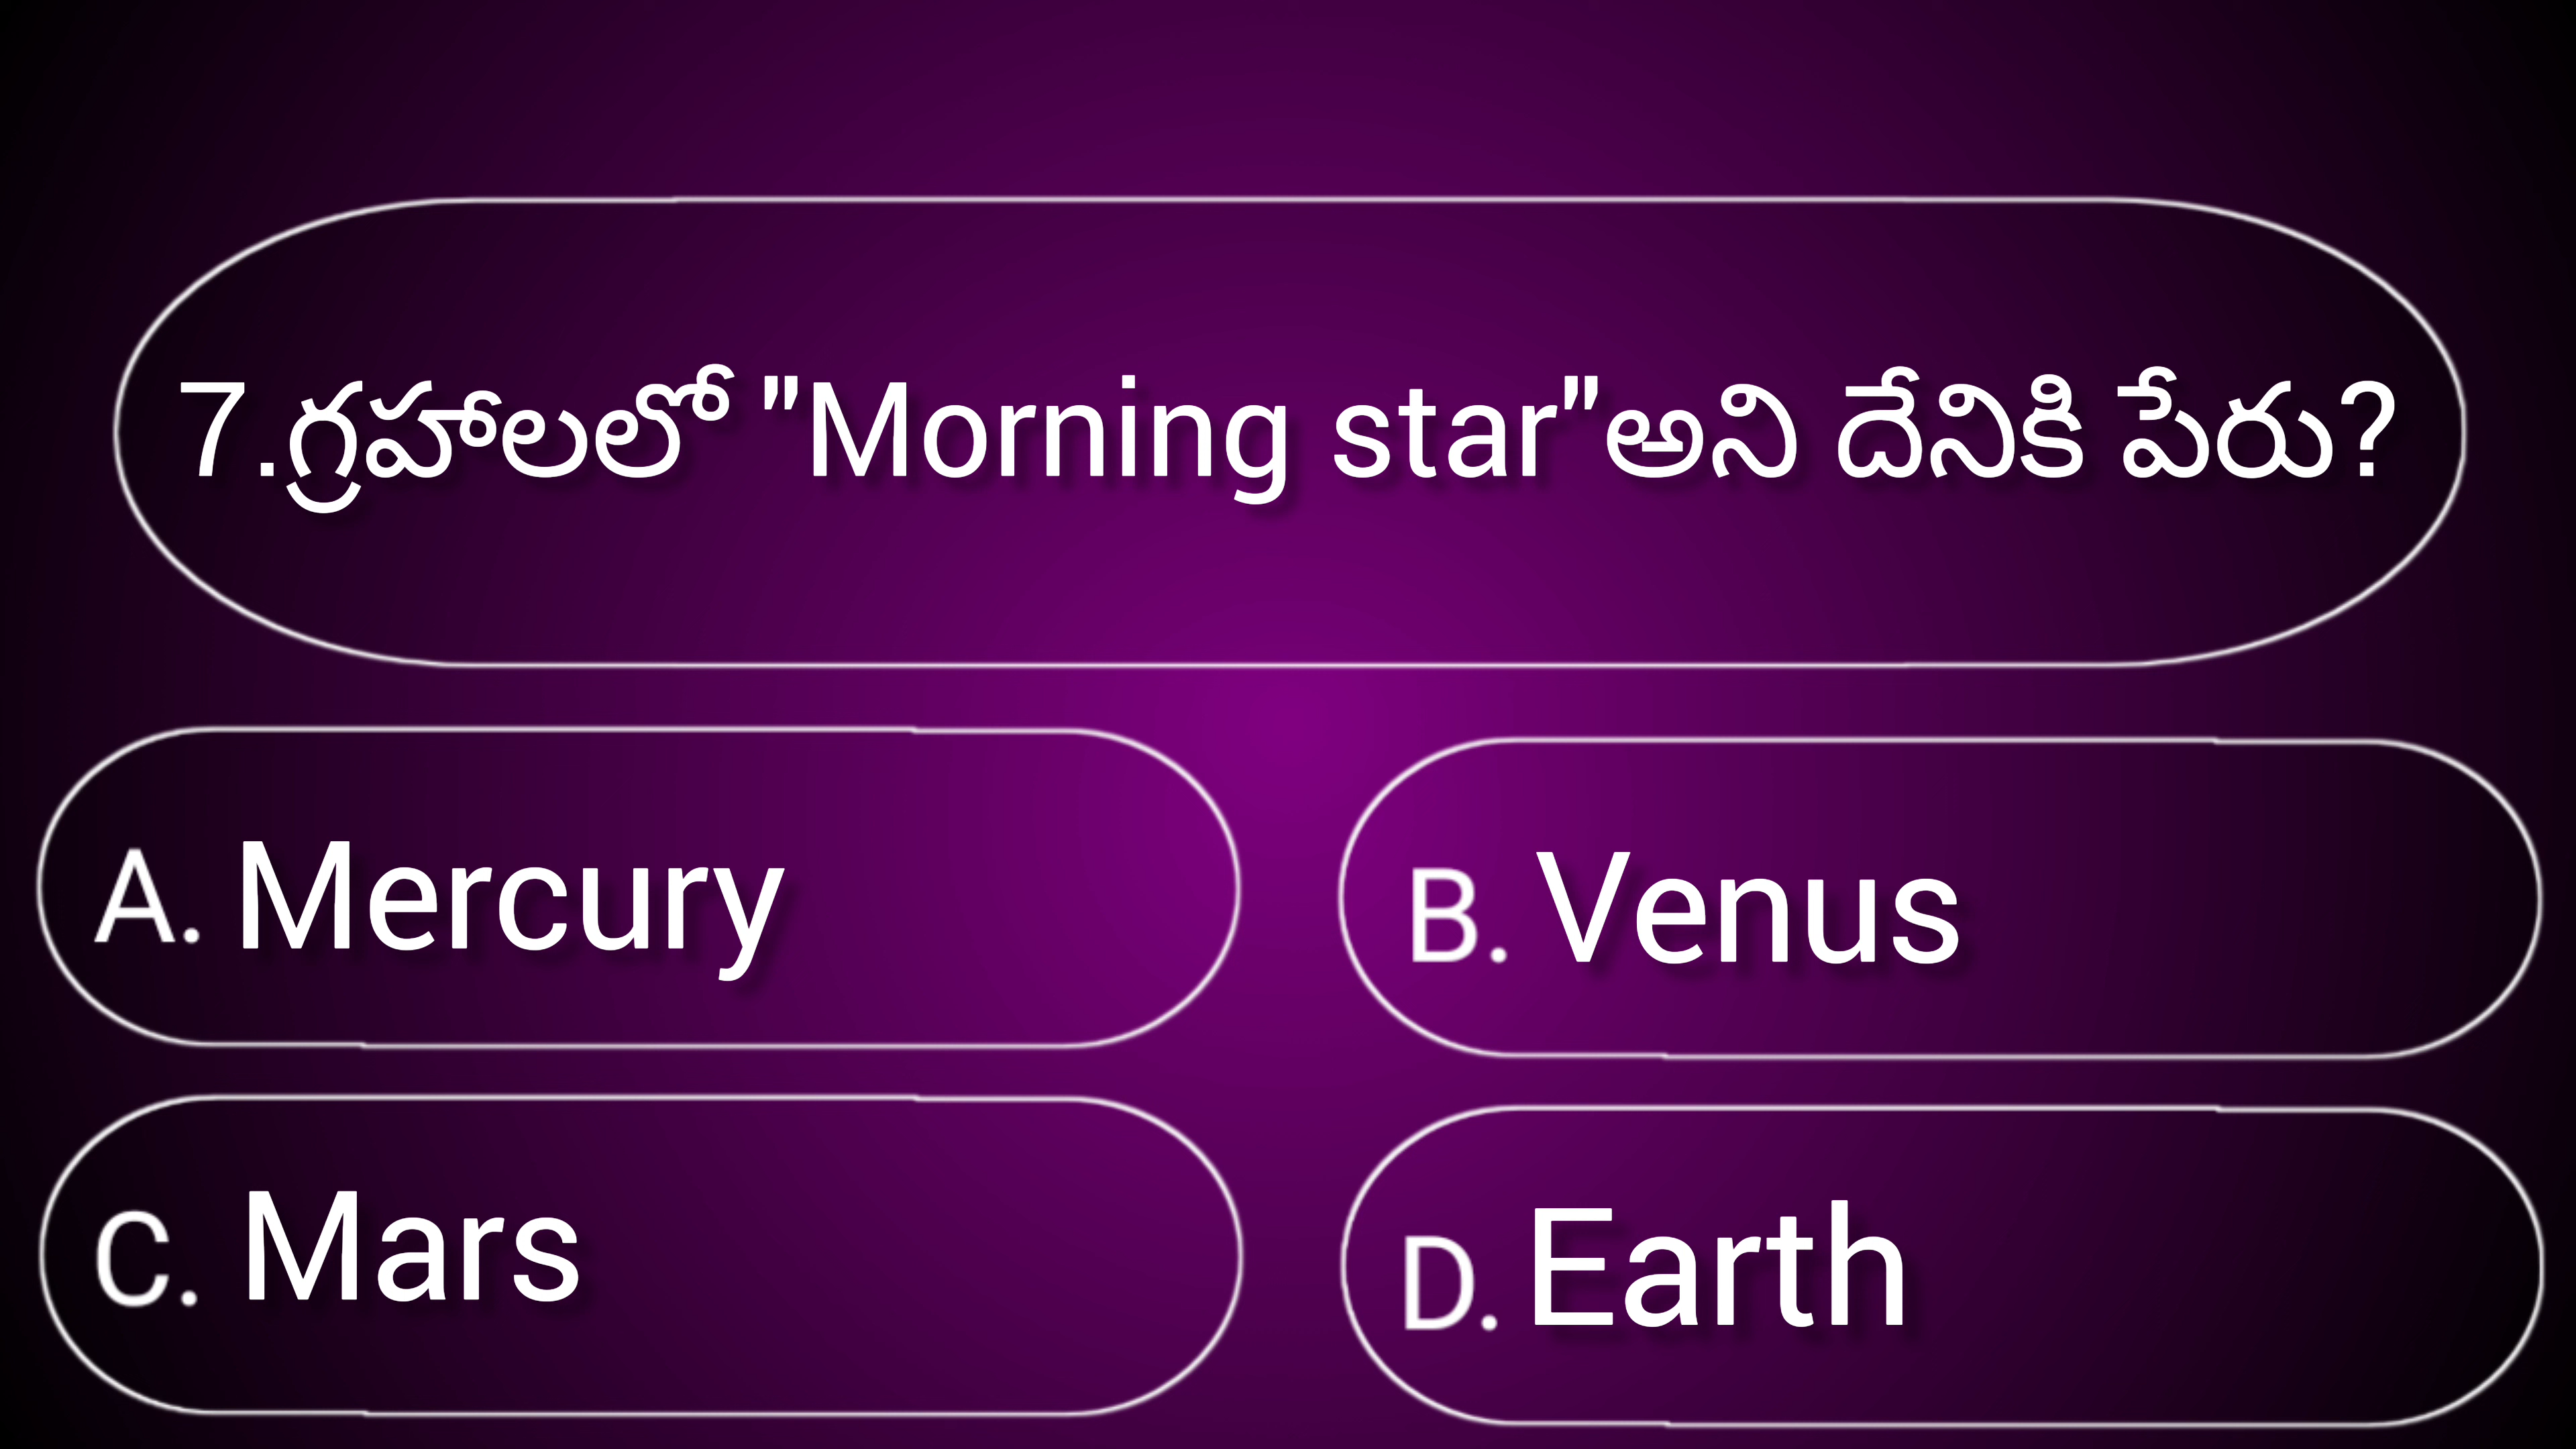 7.గ్రహాలలో "Morning star"అని దేనికి పేరు?
A. Mercury
B. Venus
C. Mars
D. Earth